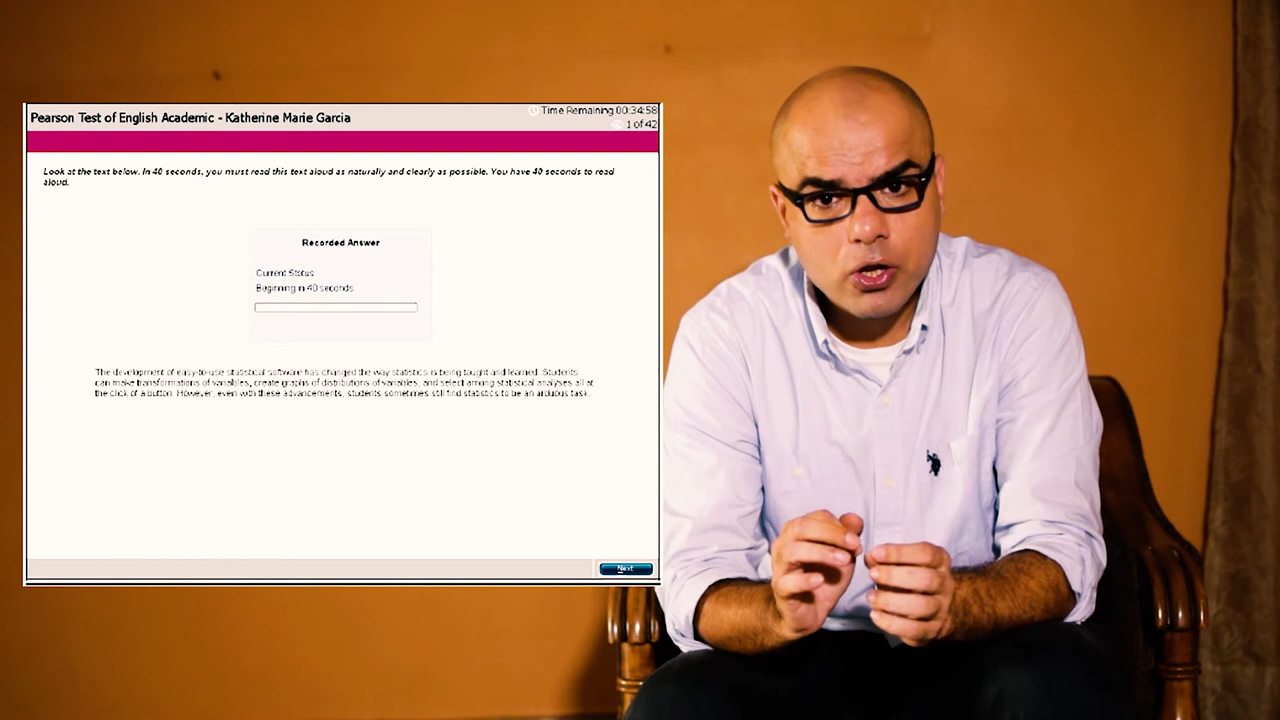 Pearson Test of English Academic - Katherine Marie Garcia
Time Remaining 00:34:58
1 of 42
Look at the text below. In 40 seconds, you must read this text aloud as naturally and clearly as possible. You have 40 seconds to read
aloud.
Recorded Answer
Current Status:
Beginning in 40 seconds.
The development of easy-to-use statistical software has changed the way statistics is being taught and learned. Students
can make transformations of variables, create graphs of distributions of variables, and select among statistical analyses all at
the click of a button. However, even with these advancements, students sometimes still find statistics to be an arduous task.
Next